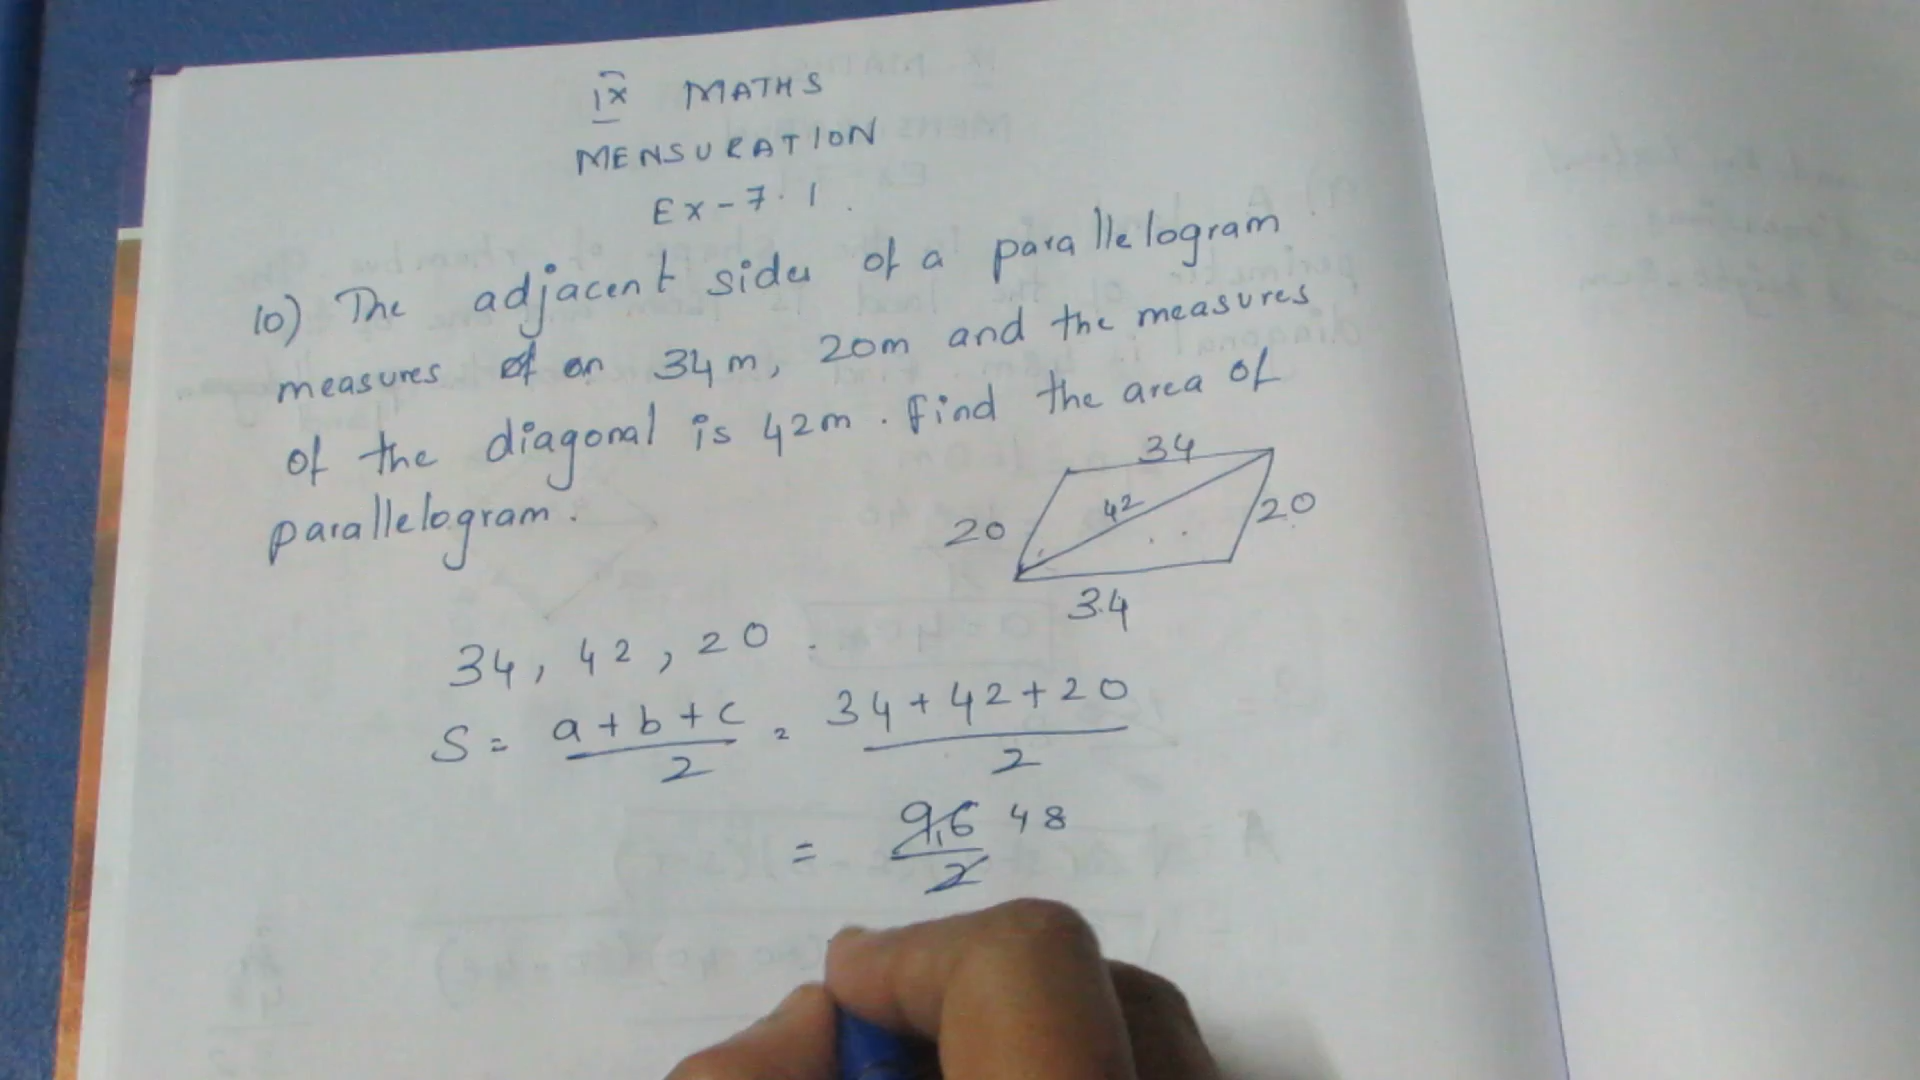 IX MATHS
MENSURATION
Ex-7.1.
10) The adjacent sides of a parallelogram
measures of on 34m, 20m and the measures
of the diagonal is 42m. Find the area of
parallelogram.
34
42
20
20
34
34, 42, 20.
S = a+b+c/2 = 34+42+20/2
= 96/2 48